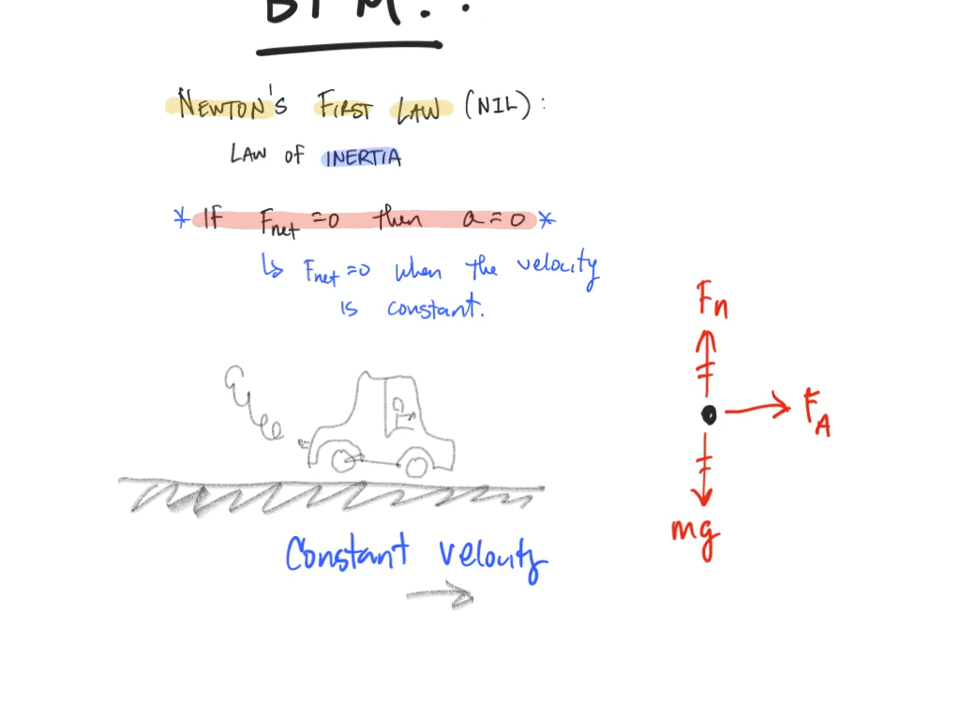 NEWTON'S FIRST LAW (NIL):
LAW OF INERTIA
* IF Fnet = 0 then a = 0 *
↳ Fnet = 0 when the velocity
is constant.
Fn
FA
mg
Constant velocity